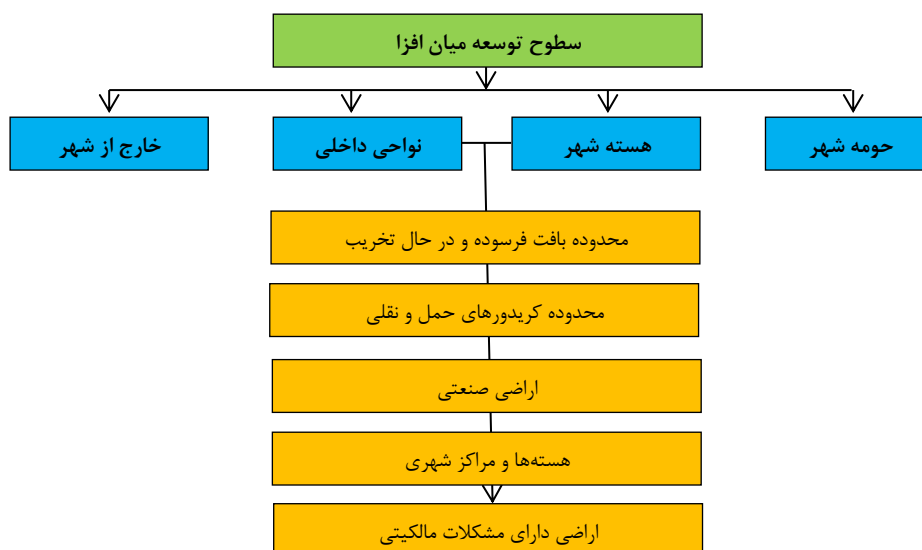 سطوح توسعه میان افزا
حومه شهر
هسته شهر
نواحی داخلی
خارج از شهر
محدوده بافت فرسوده و در حال تخریب
محدوده کریدورهای حمل و نقلی
اراضی صنعتی
هسته‌ها و مراکز شهری
اراضی دارای مشکلات مالکیتی